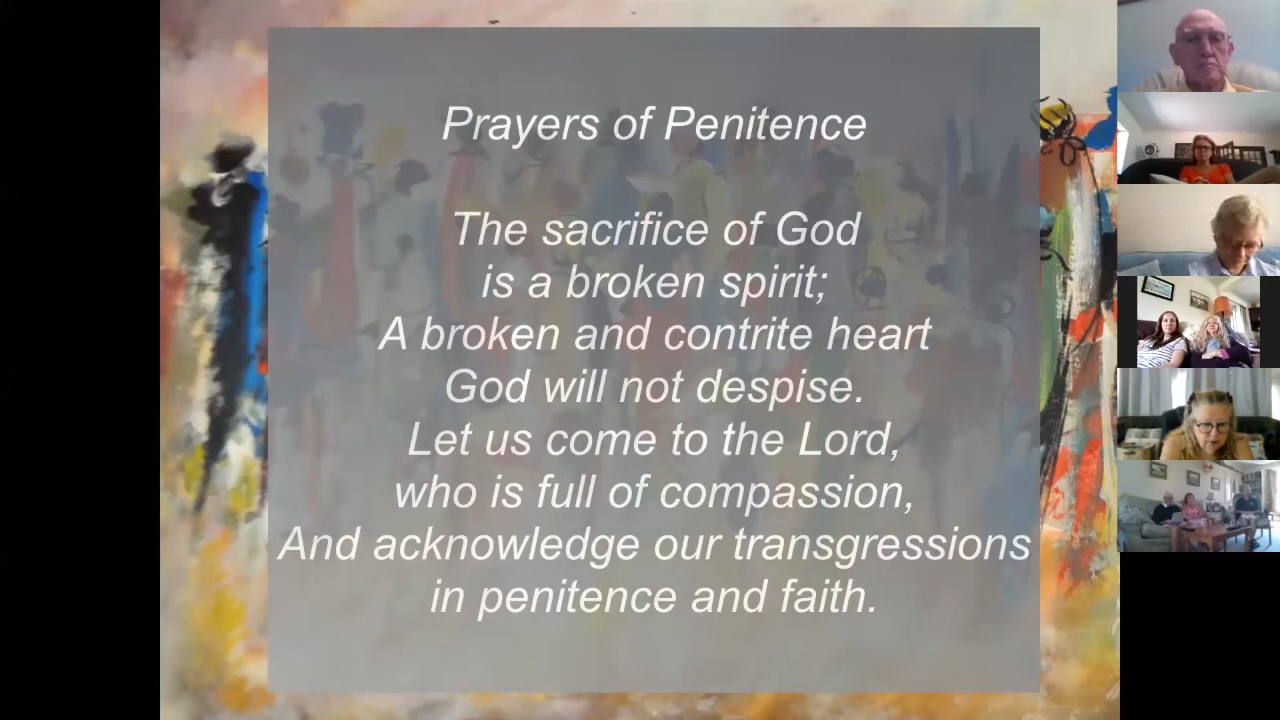 Prayers of Penitence
The sacrifice of God
is a broken spirit;
A broken and contrite heart
God will not despise.
Let us come to the Lord,
who is full of compassion,
And acknowledge our transgressions
in penitence and faith.